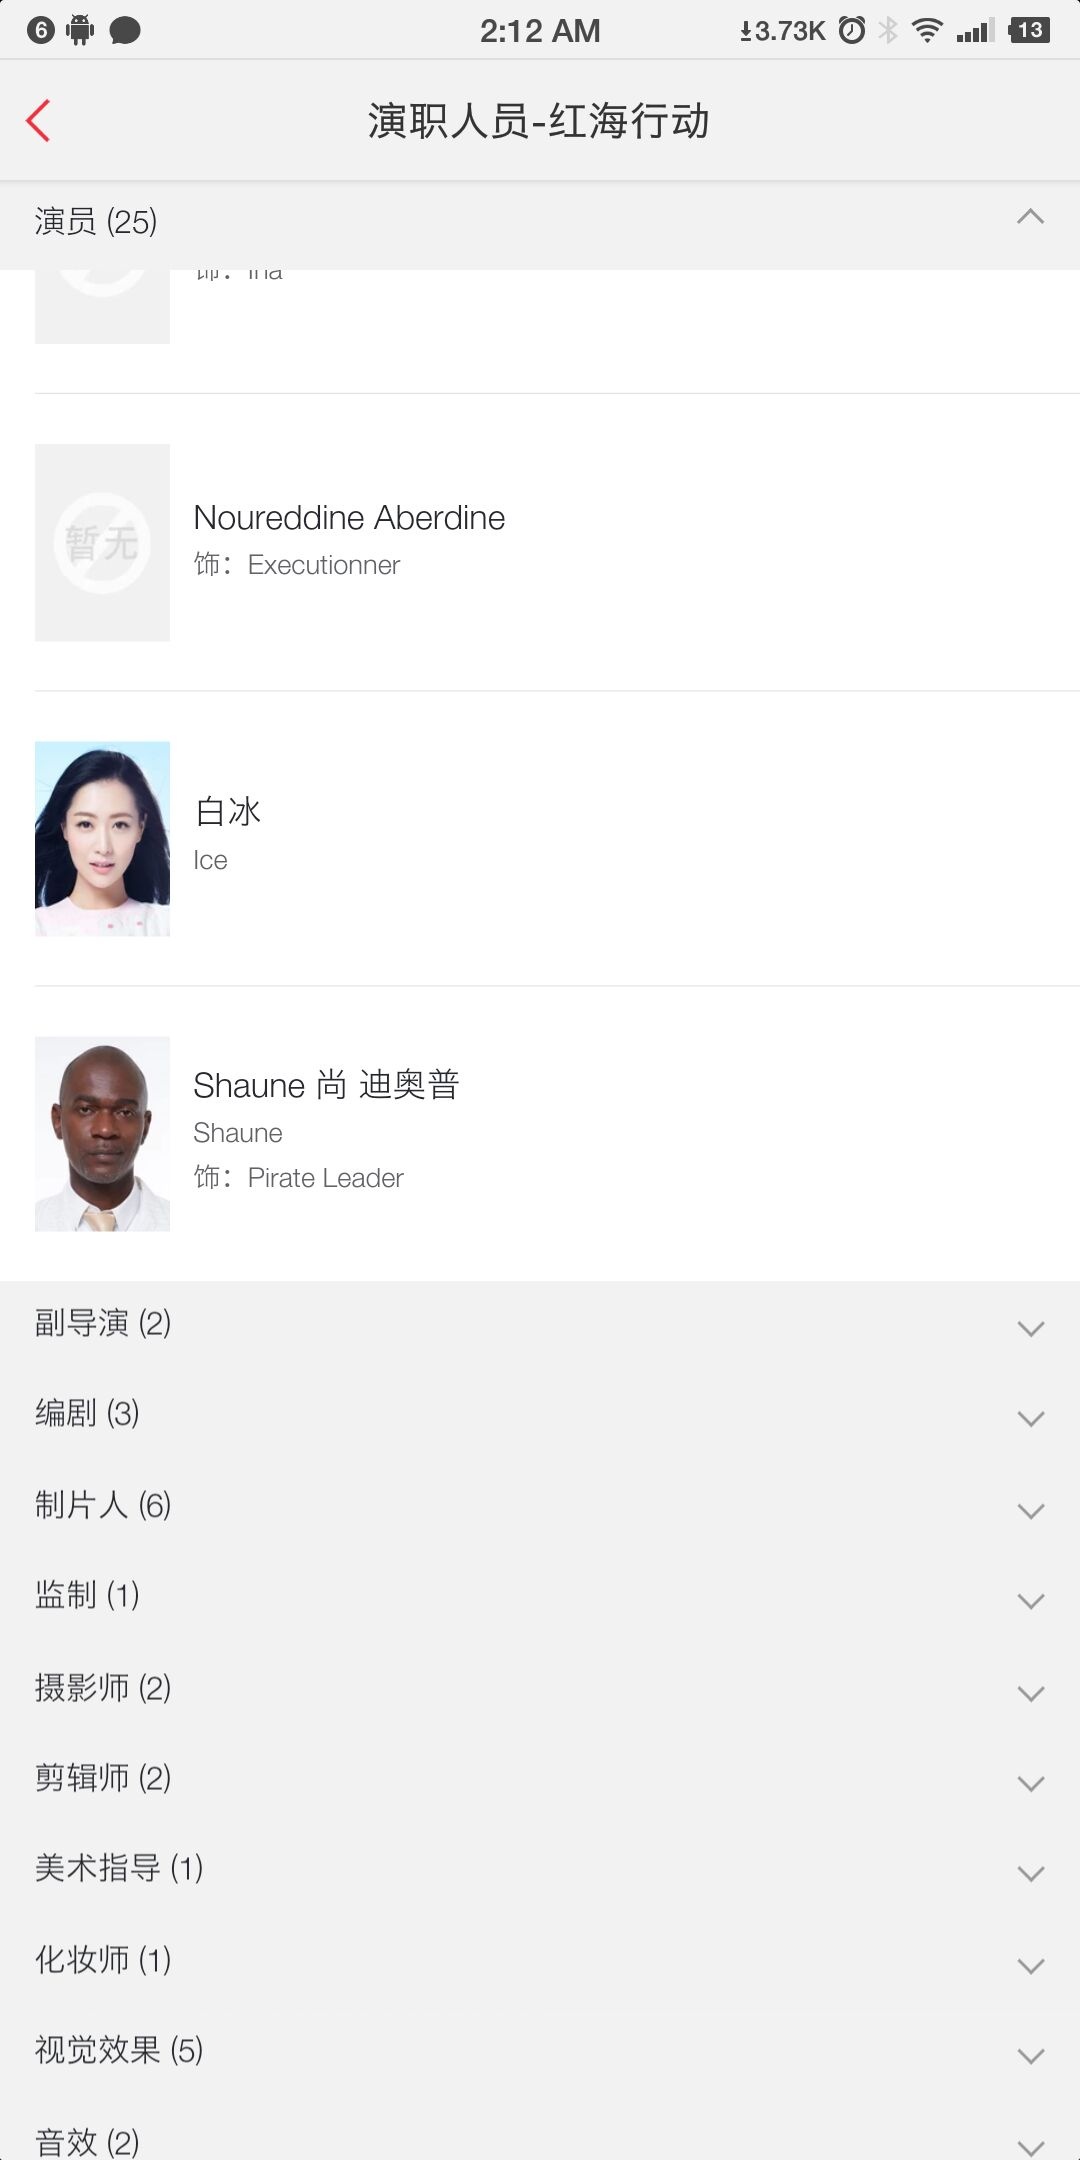 6
2:12 AM
3.73K
13
演职人员-红海行动
演员 (25)
饰：Ina
暂无
Noureddine Aberdine
饰：Executionner
白冰
Ice
Shaune 尚 迪奥普
Shaune
饰：Pirate Leader
副导演 (2)
编剧 (3)
制片人 (6)
监制 (1)
摄影师 (2)
剪辑师 (2)
美术指导 (1)
化妆师 (1)
视觉效果 (5)
音效 (2)